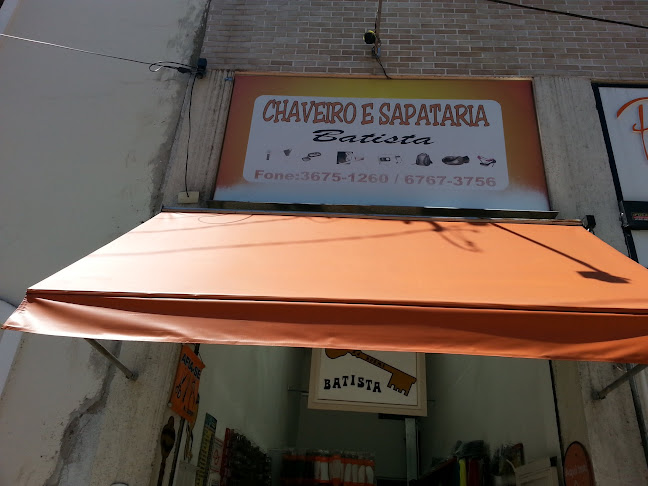 CHAVEIRO E SAPATARIA
Batista
Fone:3675-1260 / 6767-3756
BATISTA